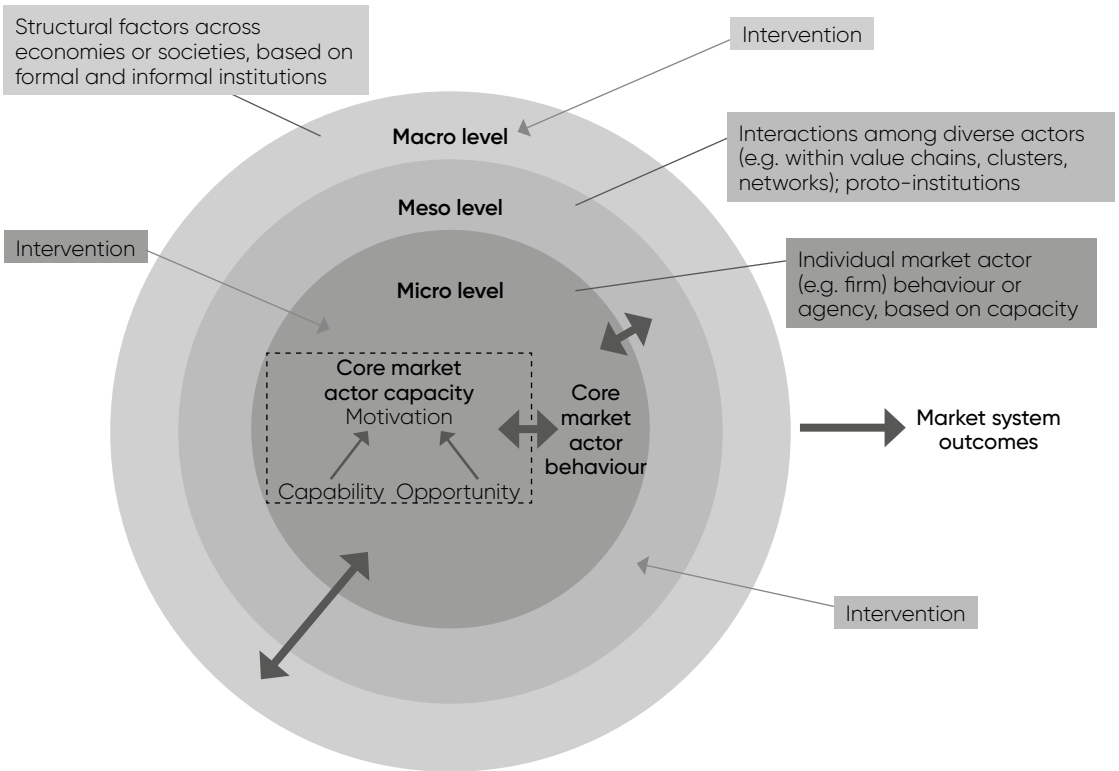 Structural factors across
economies or societies, based on
formal and informal institutions
Intervention
Macro level
Interactions among diverse actors
(e.g. within value chains, clusters,
networks); proto-institutions
Meso level
Intervention
Individual market actor
(e.g. firm) behaviour or
agency, based on capacity
Micro level
Core market
actor capacity
Motivation
Capability
Opportunity
Core
market
actor
behaviour
Market system
outcomes
Intervention